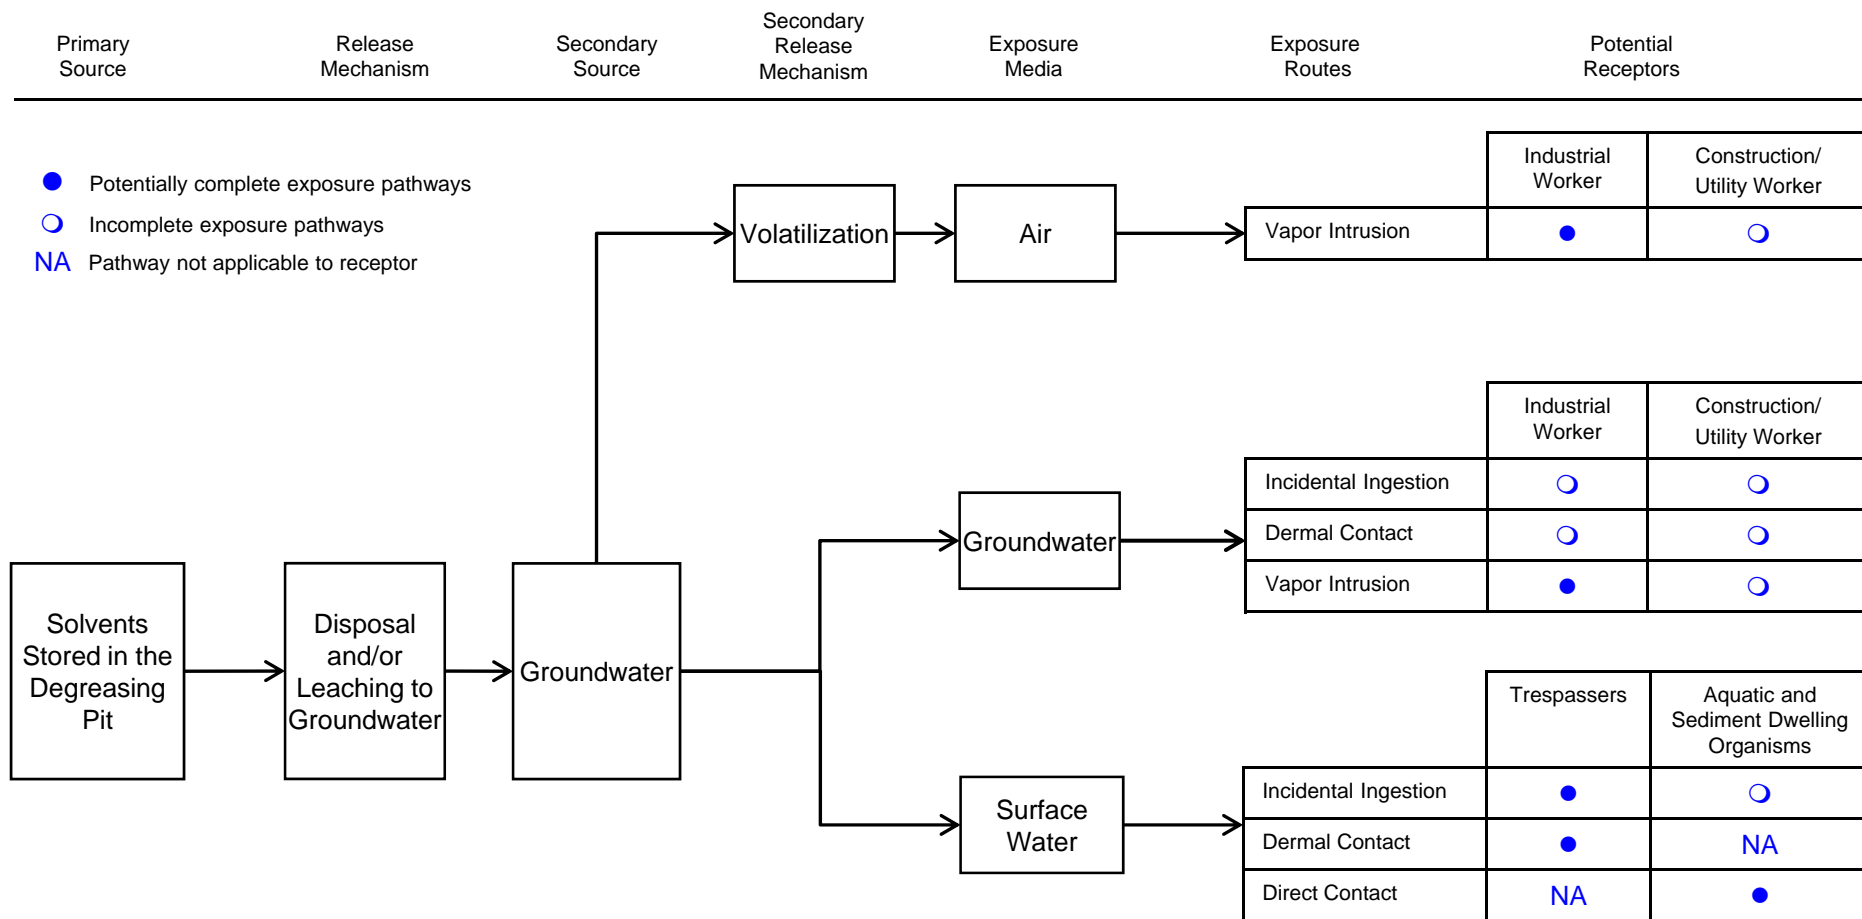 Primary
Source
Release
Mechanism
Secondary
Source
Secondary
Release
Mechanism
Exposure
Media
Exposure
Routes
Potential
Receptors
Potentially complete exposure pathways
Incomplete exposure pathways
NA Pathway not applicable to receptor
Industrial
Worker
Construction/
Utility Worker
Volatilization
Air
Vapor Intrusion
Industrial
Worker
Construction/
Utility Worker
Groundwater
Incidental Ingestion
Dermal Contact
Vapor Intrusion
Solvents
Stored in the
Degreasing
Pit
Disposal
and/or
Leaching to
Groundwater
Groundwater
Trespassers
Aquatic and
Sediment Dwelling
Organisms
Surface
Water
Incidental Ingestion
Dermal Contact NA
Direct Contact NA